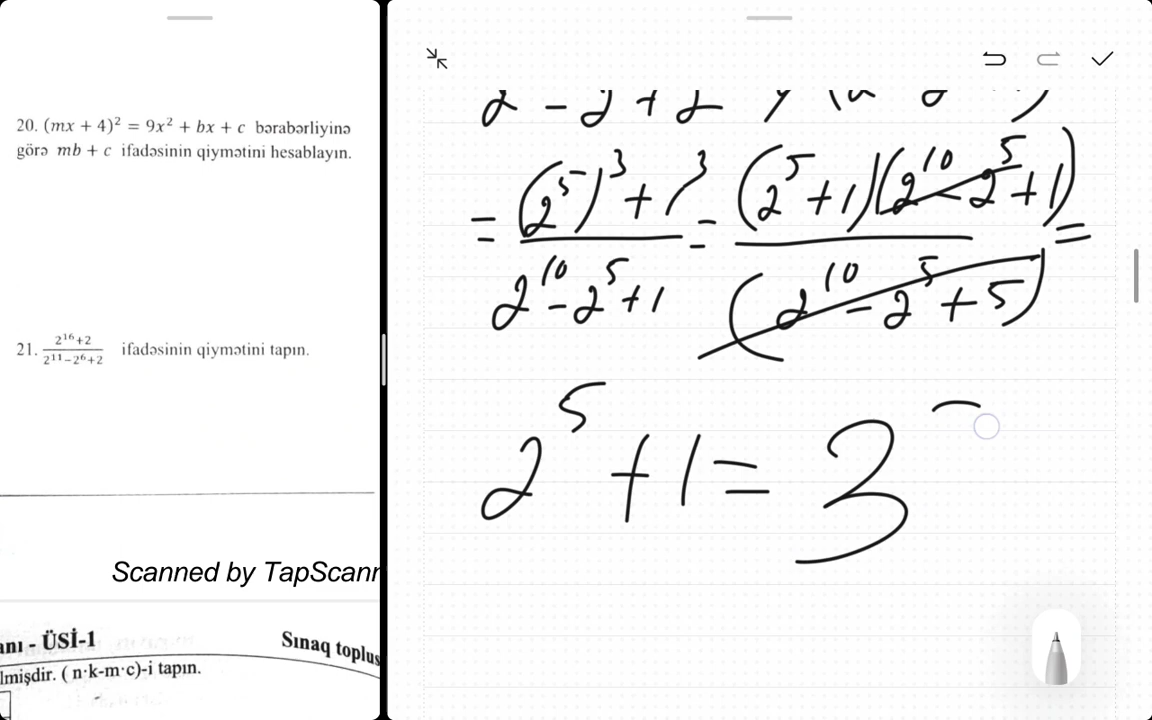 20. (mx + 4)² = 9x² + bx + c bərabərliyinə
görə mb + c ifadəsinin qiymətini hesablayın.
21. (2¹⁶+2)/(2¹¹−2⁶+2) ifadəsinin qiymətini tapın.
Scanned by TapScann
anı - ÜSİ-1
Sınaq toplus
lmişdir. ( n·k-m·c)-i tapın.
= ((2⁵)³ + 1³)/(2¹⁰ - 2⁵ + 1) = ((2⁵ + 1)(2¹⁰ - 2⁵ + 1))/(2¹⁰ - 2⁵ + 5) =
2⁵ + 1 = 3